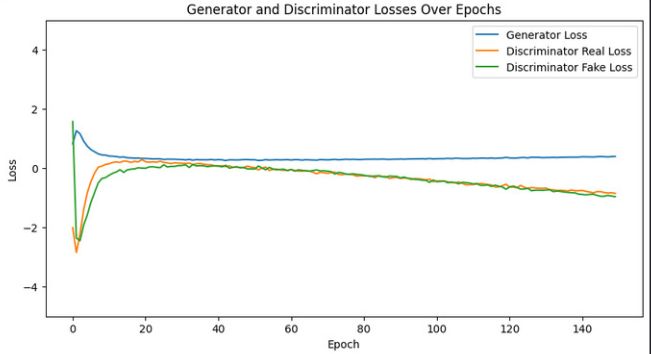 Generator and Discriminator Losses Over Epochs
Generator Loss
Discriminator Real Loss
Discriminator Fake Loss
4
2
0
−2
−4
Loss
0 20 40 60 80 100 120 140
Epoch